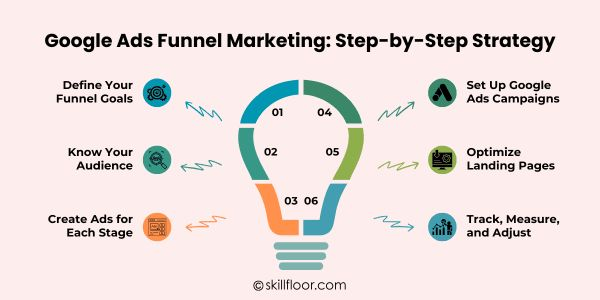 Google Ads Funnel Marketing: Step-by-Step Strategy
Define Your
Funnel Goals
01
Know Your
Audience
02
Create Ads for
Each Stage
03
04
Set Up Google
Ads Campaigns
05
Optimize
Landing Pages
06
Track, Measure,
and Adjust
©skillfloor.com